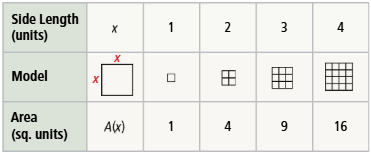 Side Length
(units)
x
1
2
3
4
Model
x
x
Area
(sq. units)
A(x)
1
4
9
16